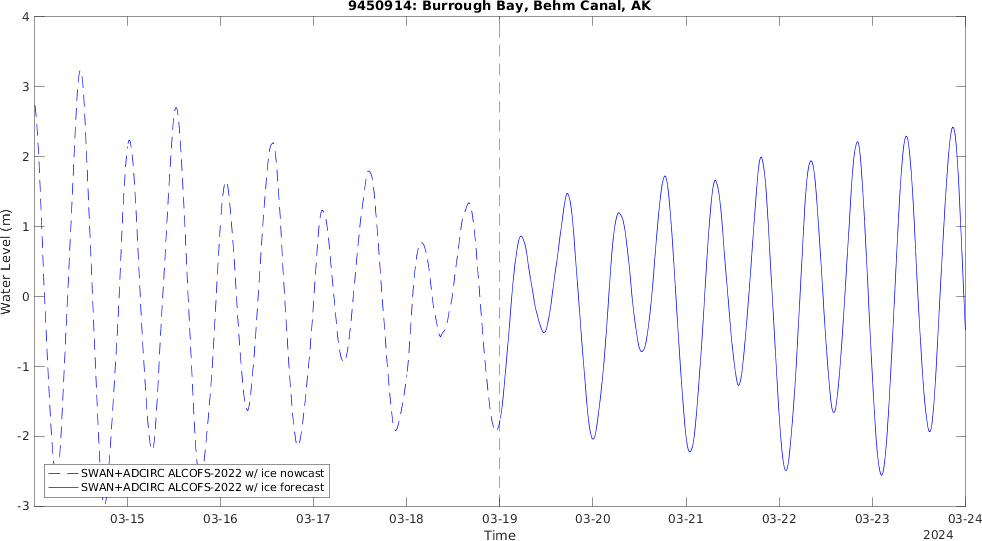 9450914: Burrough Bay, Behm Canal, AK
Water Level (m)
4
3
2
1
0
-1
-2
-3
SWAN+ADCIRC ALCOFS-2022 w/ ice nowcast
SWAN+ADCIRC ALCOFS-2022 w/ ice forecast
03-15 03-16 03-17 03-18 03-19 03-20 03-21 03-22 03-23 03-24
Time
2024